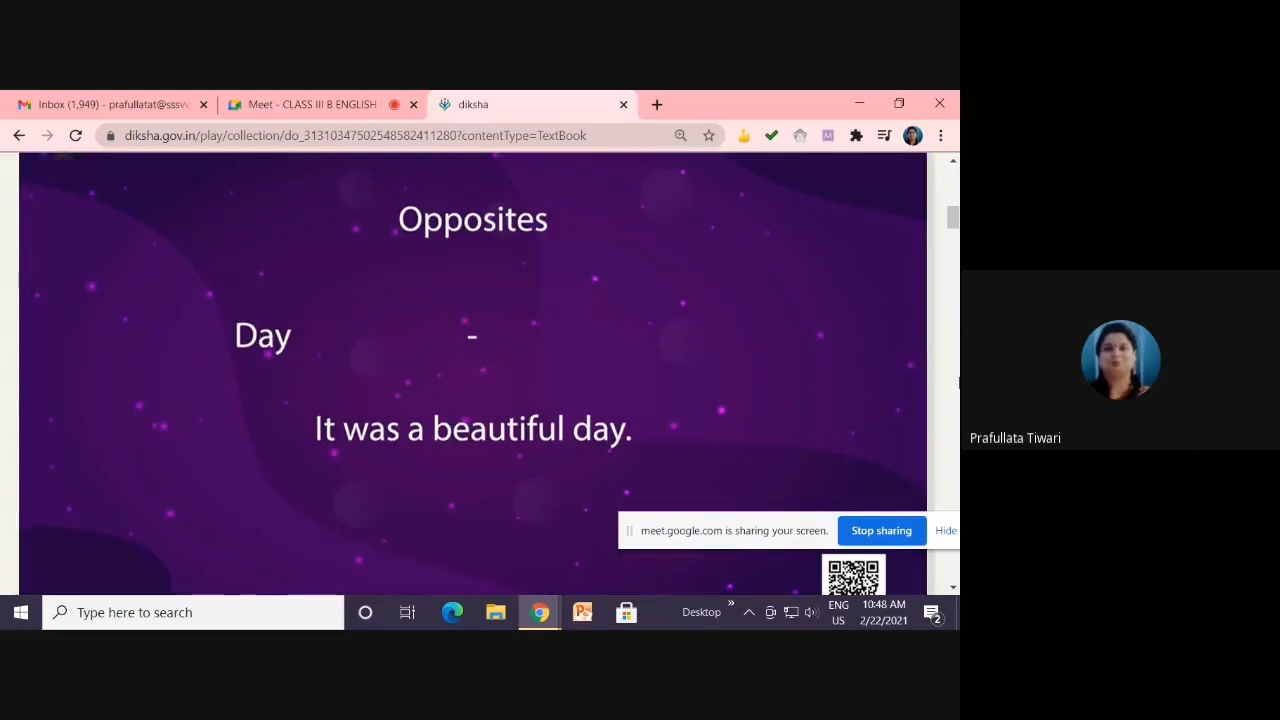 Inbox (1,949) - prafullatat@sssv
Meet - CLASS III B ENGLISH
diksha
diksha.gov.in/play/collection/do_31310347502548582411280?contentType=TextBook
Opposites
Day -
It was a beautiful day.
Prafullata Tiwari
meet.google.com is sharing your screen. Stop sharing Hide
Type here to search
Desktop
ENG
US
10:48 AM
2/22/2021
2